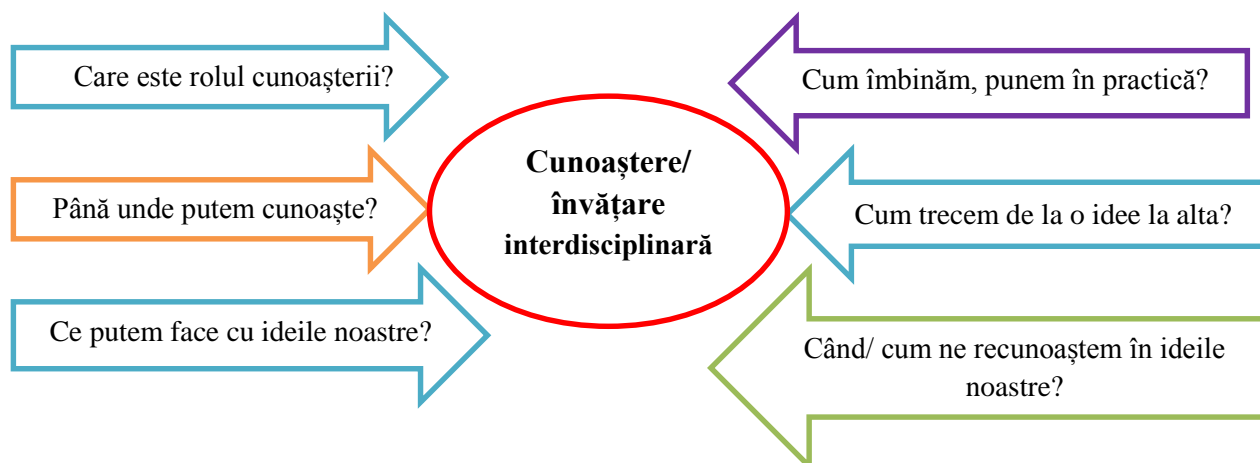 Care este rolul cunoașterii?
Până unde putem cunoaște?
Ce putem face cu ideile noastre?
Cunoaștere/
învățare
interdisciplinară
Cum îmbinăm, punem în practică?
Cum trecem de la o idee la alta?
Când/ cum ne recunoaștem în ideile
noastre?